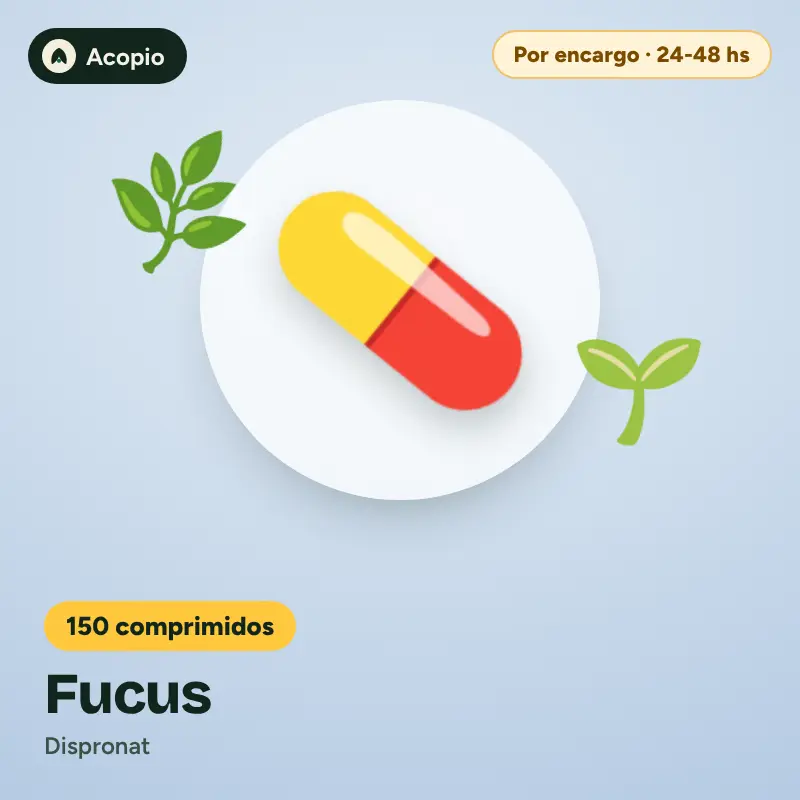 Acopio
Por encargo · 24-48 hs
150 comprimidos
Fucus
Dispronat